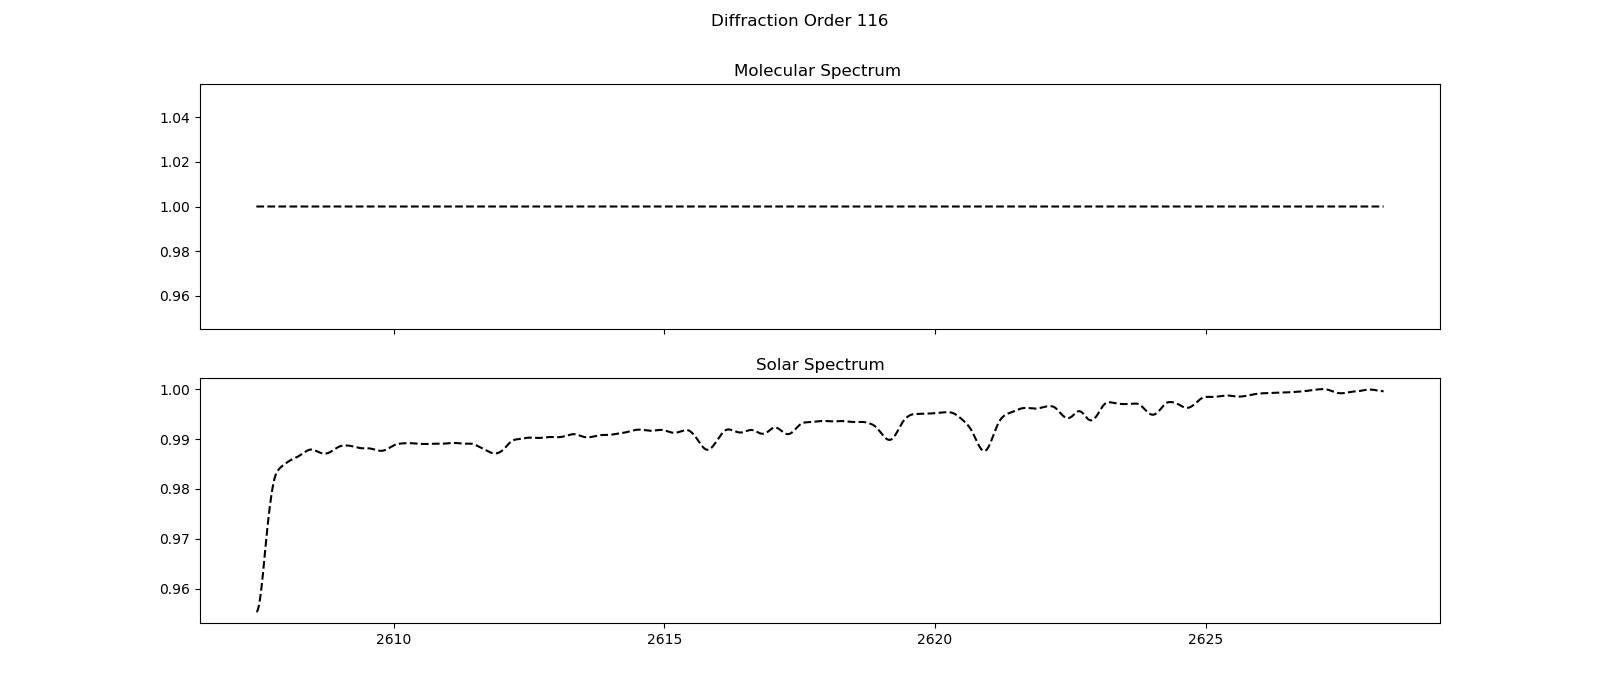 Diffraction Order 116
Molecular Spectrum
1.04
1.02
1.00
0.98
0.96
Solar Spectrum
1.00
0.99
0.98
0.97
0.96
2610 2615 2620 2625